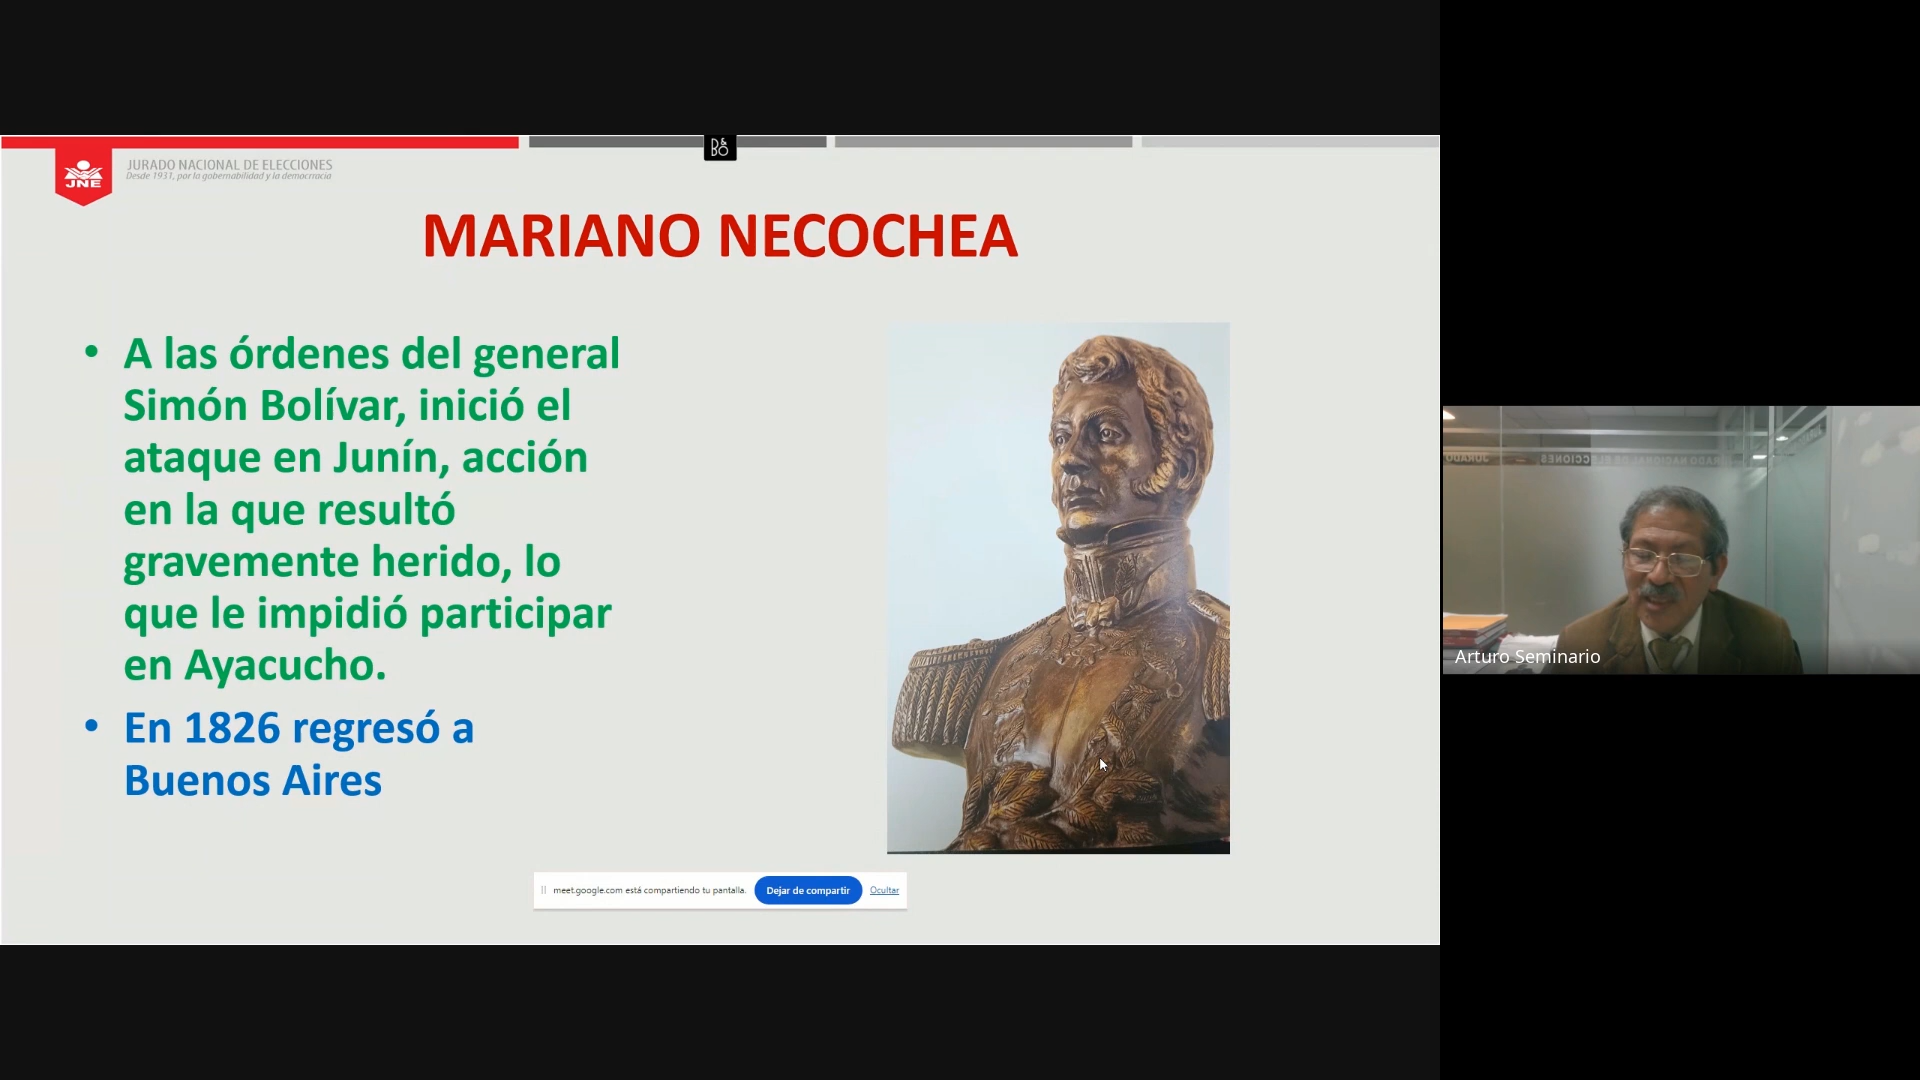 JURADO NACIONAL DE ELECCIONES
Desde 1931, por la gobernabilidad y la democracia
JNE
B&O
MARIANO NECOCHEA
• A las órdenes del general
Simón Bolívar, inició el
ataque en Junín, acción
en la que resultó
gravemente herido, lo
que le impidió participar
en Ayacucho.
• En 1826 regresó a
Buenos Aires
meet.google.com está compartiendo tu pantalla.
Dejar de compartir
Ocultar
Arturo Seminario